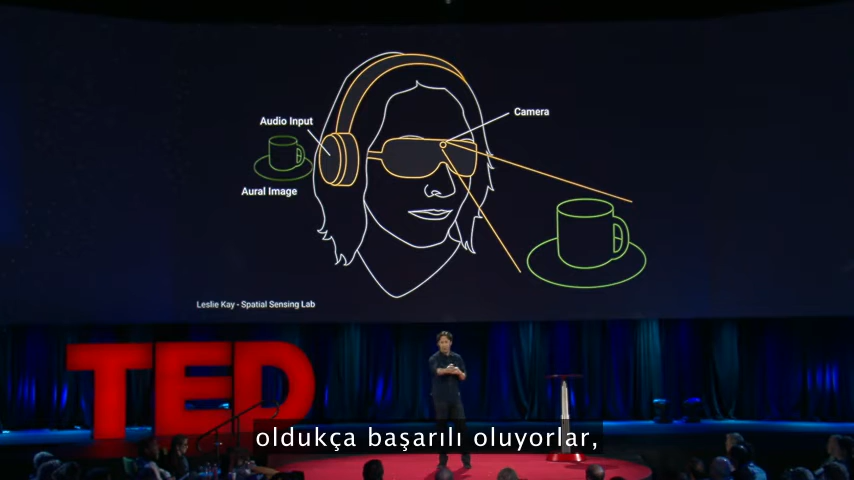 Camera
Audio Input
Aural Image
Leslie Kay - Spatial Sensing Lab
TED
oldukça başarılı oluyorlar,